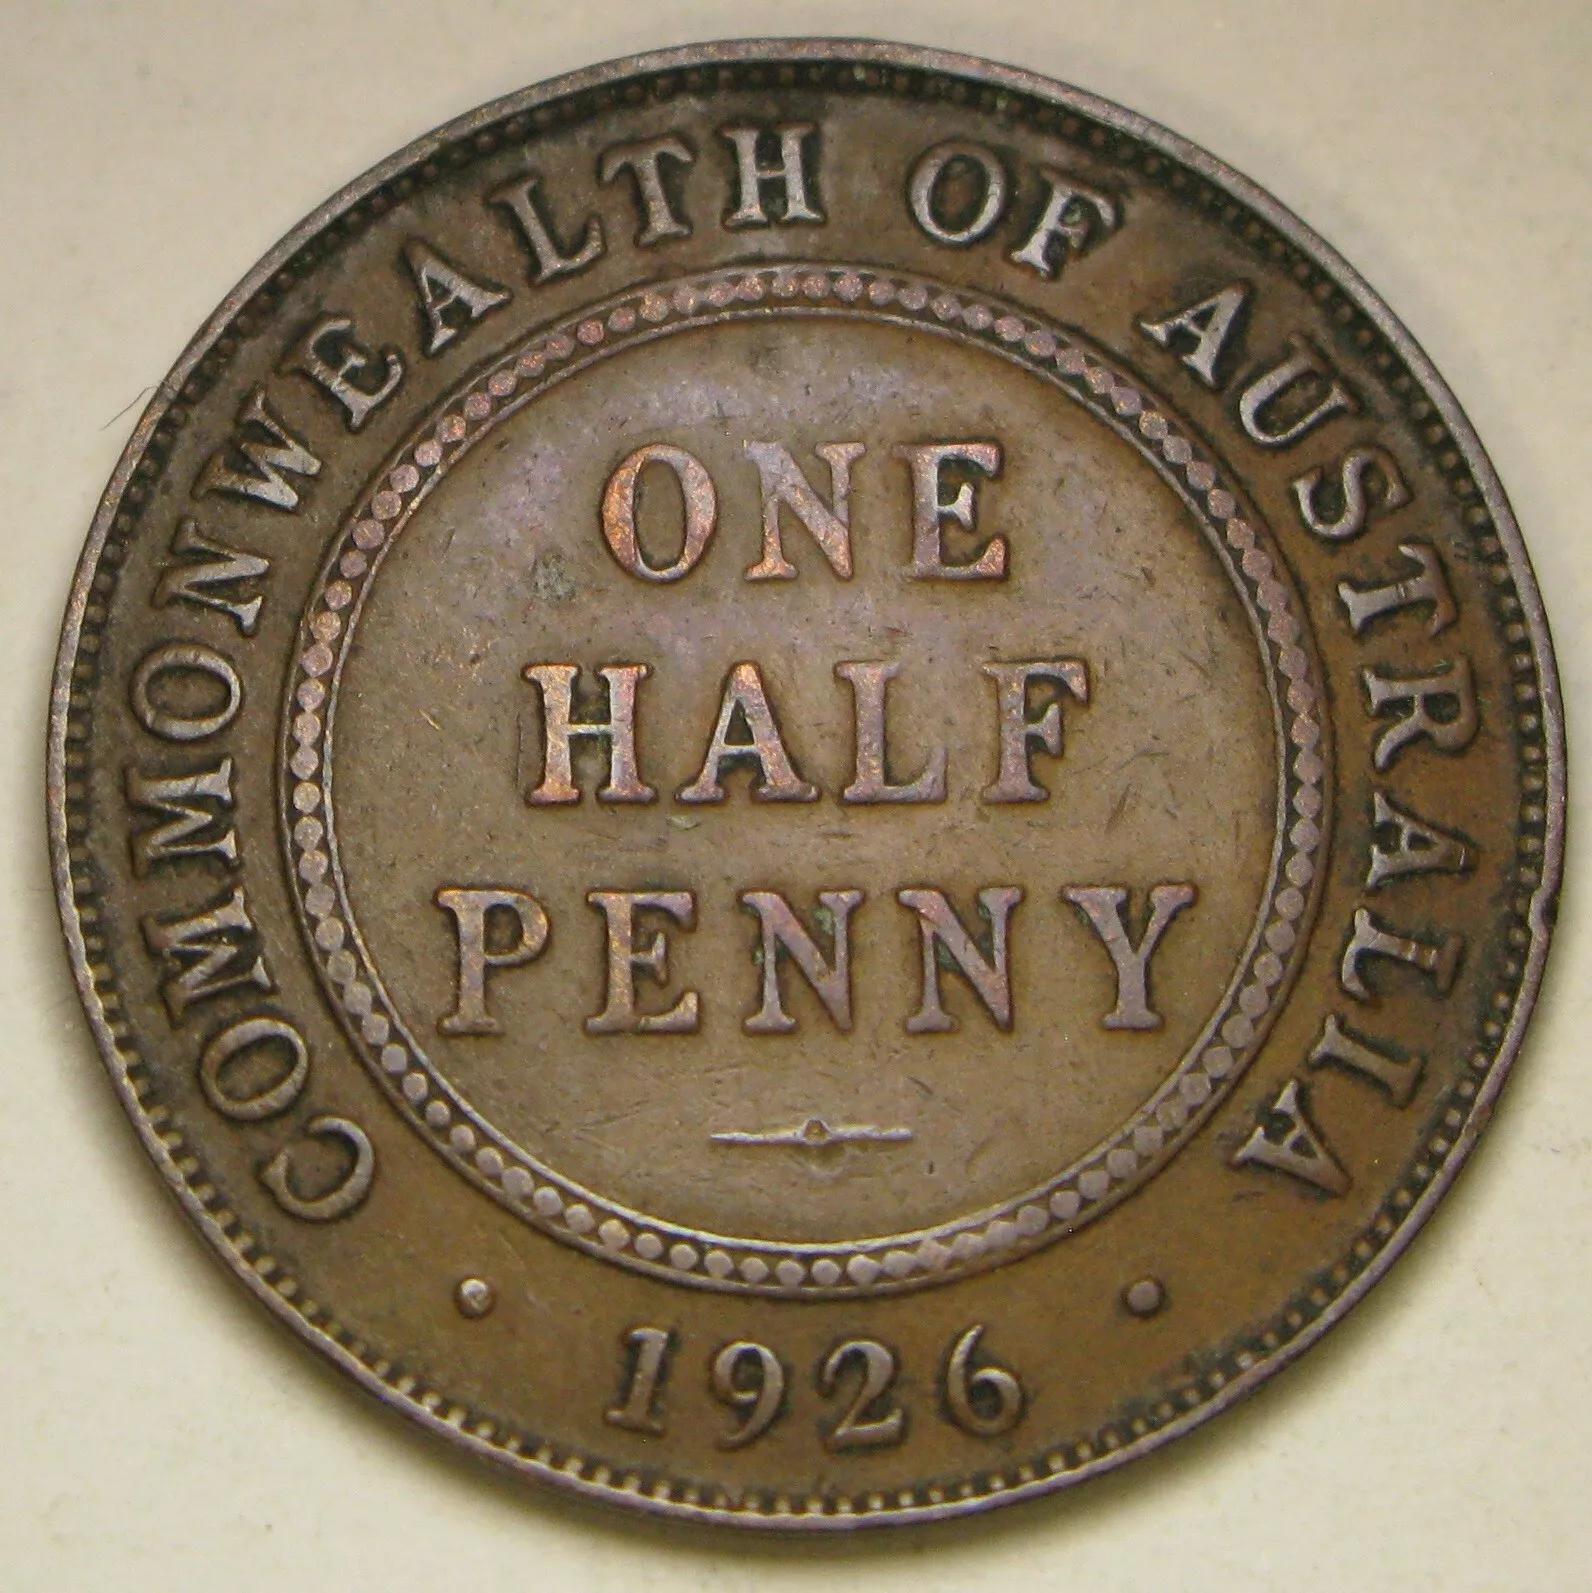 COMMONWEALTH OF AUSTRALIA
ONE
HALF
PENNY
1926